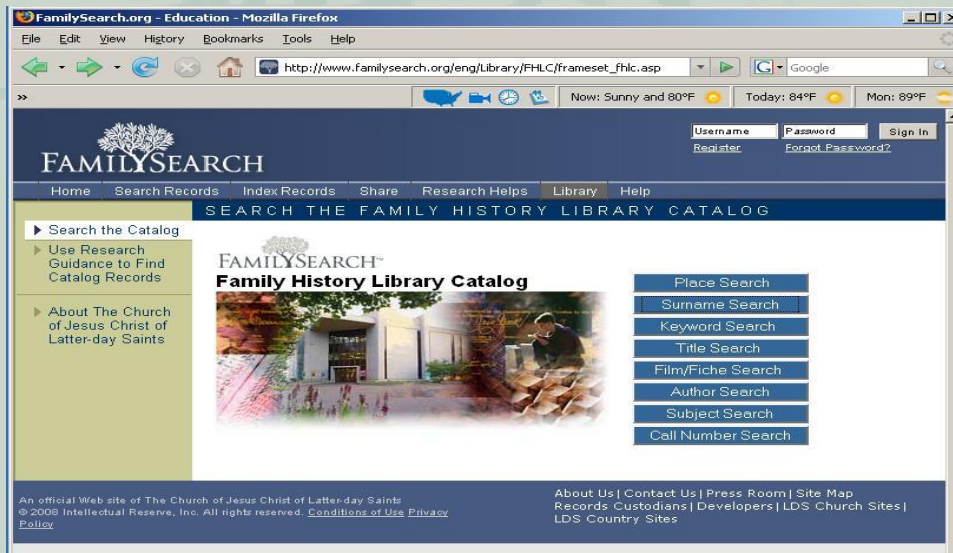 FamilySearch.org - Education - Mozilla Firefox
File Edit View History Bookmarks Tools Help
http://www.familysearch.org/eng/Library/FHLC/frameset_fhlc.asp
G Google
» Now: Sunny and 80°F Today: 84°F Mon: 89°F
Username Password Sign In
Register Forgot Password?
FAMILYSEARCH
Home Search Records Index Records Share Research Helps Library Help
SEARCH THE FAMILY HISTORY LIBRARY CATALOG
Search the Catalog
Use Research
Guidance to Find
Catalog Records
About The Church
of Jesus Christ of
Latter-day Saints
FAMILYSEARCH™
Family History Library Catalog
Place Search
Surname Search
Keyword Search
Title Search
Film/Fiche Search
Author Search
Subject Search
Call Number Search
An official Web site of The Church of Jesus Christ of Latter-day Saints
© 2008 Intellectual Reserve, Inc. All rights reserved. Conditions of Use Privacy
Policy
About Us | Contact Us | Press Room | Site Map
Records Custodians | Developers | LDS Church Sites |
LDS Country Sites